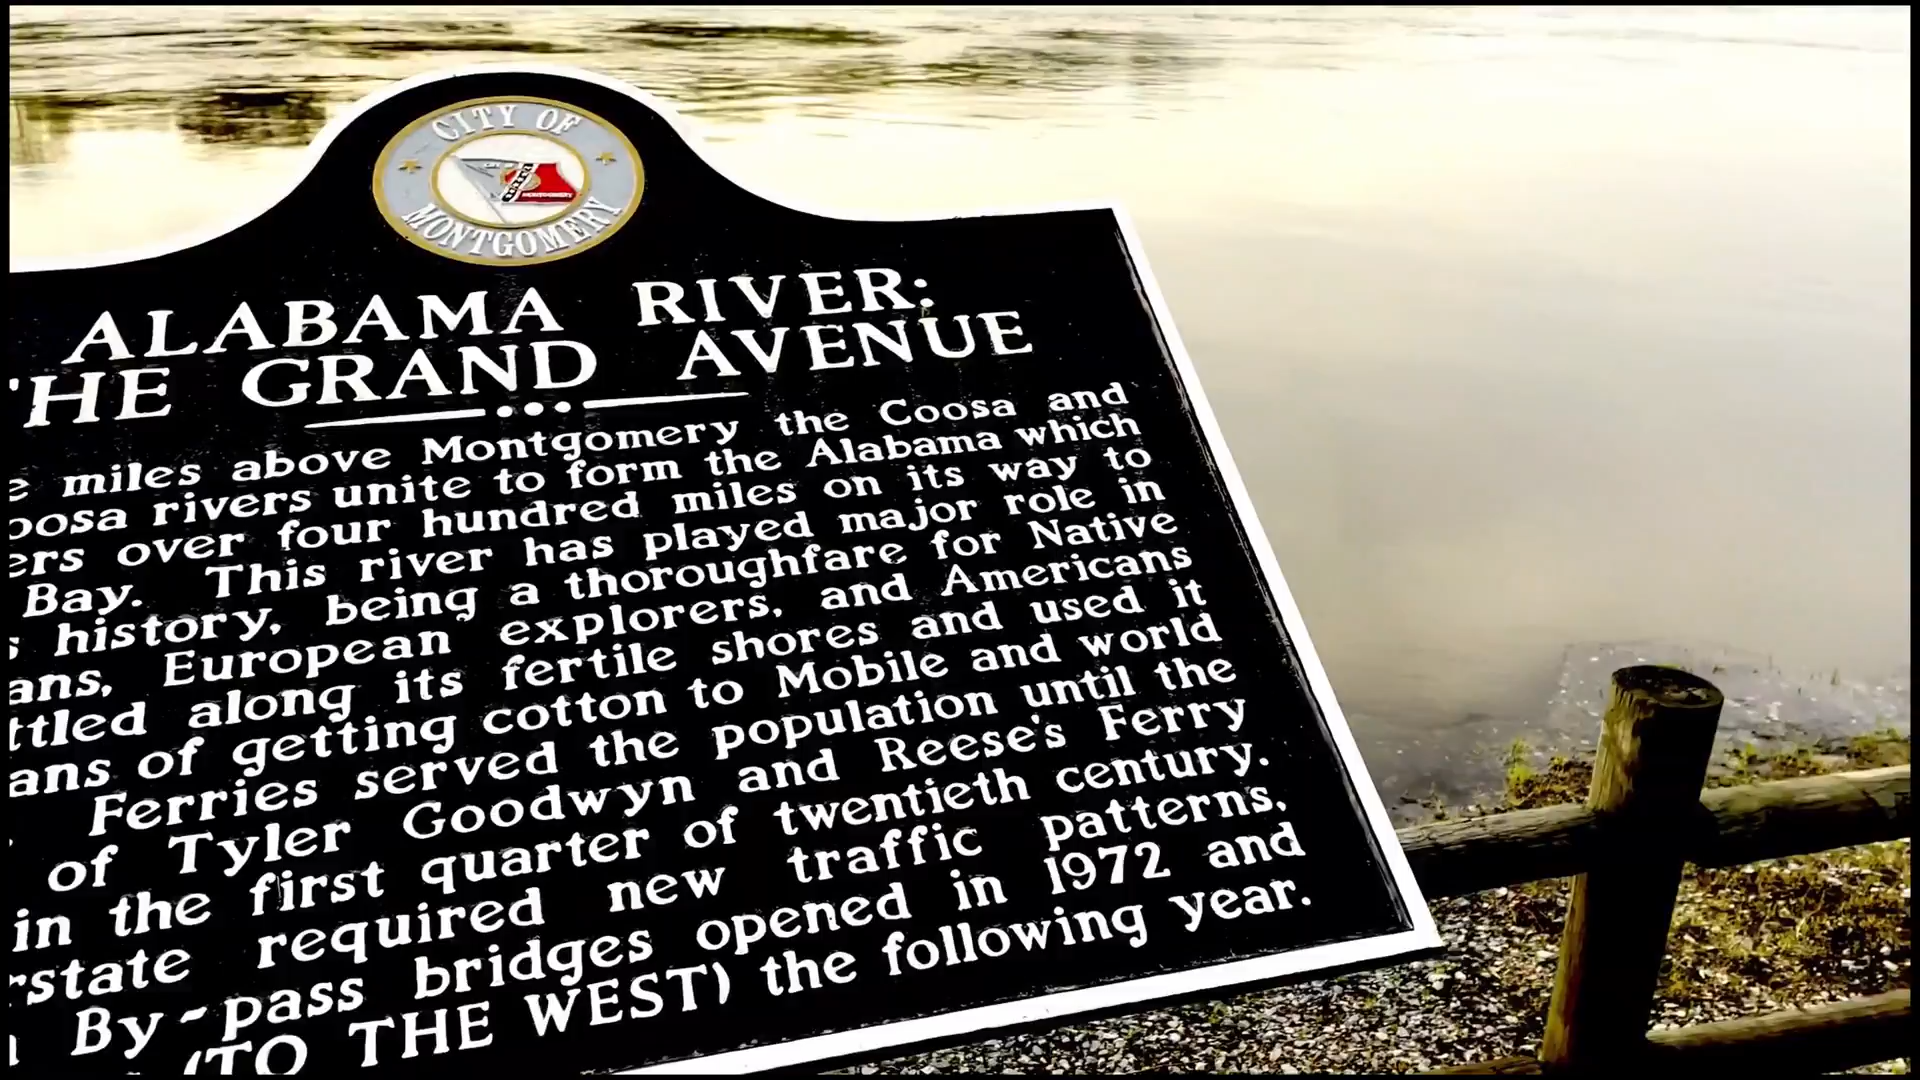 CITY OF
MONTGOMERY
ALABAMA RIVER:
THE GRAND AVENUE
miles above Montgomery the Coosa and
oosa rivers unite to form the Alabama which
ers over four hundred miles on its way to
Bay. This river has played major role in
s history, being a thoroughfare for Native
ans, European explorers, and Americans
ttled along its fertile shores and used it
ans of getting cotton to Mobile and world
. Ferries served the population until the
of Tyler Goodwyn and Reese's Ferry
in the first quarter of twentieth century.
rstate required new traffic patterns,
By-pass bridges opened in 1972 and
(TO THE WEST) the following year.